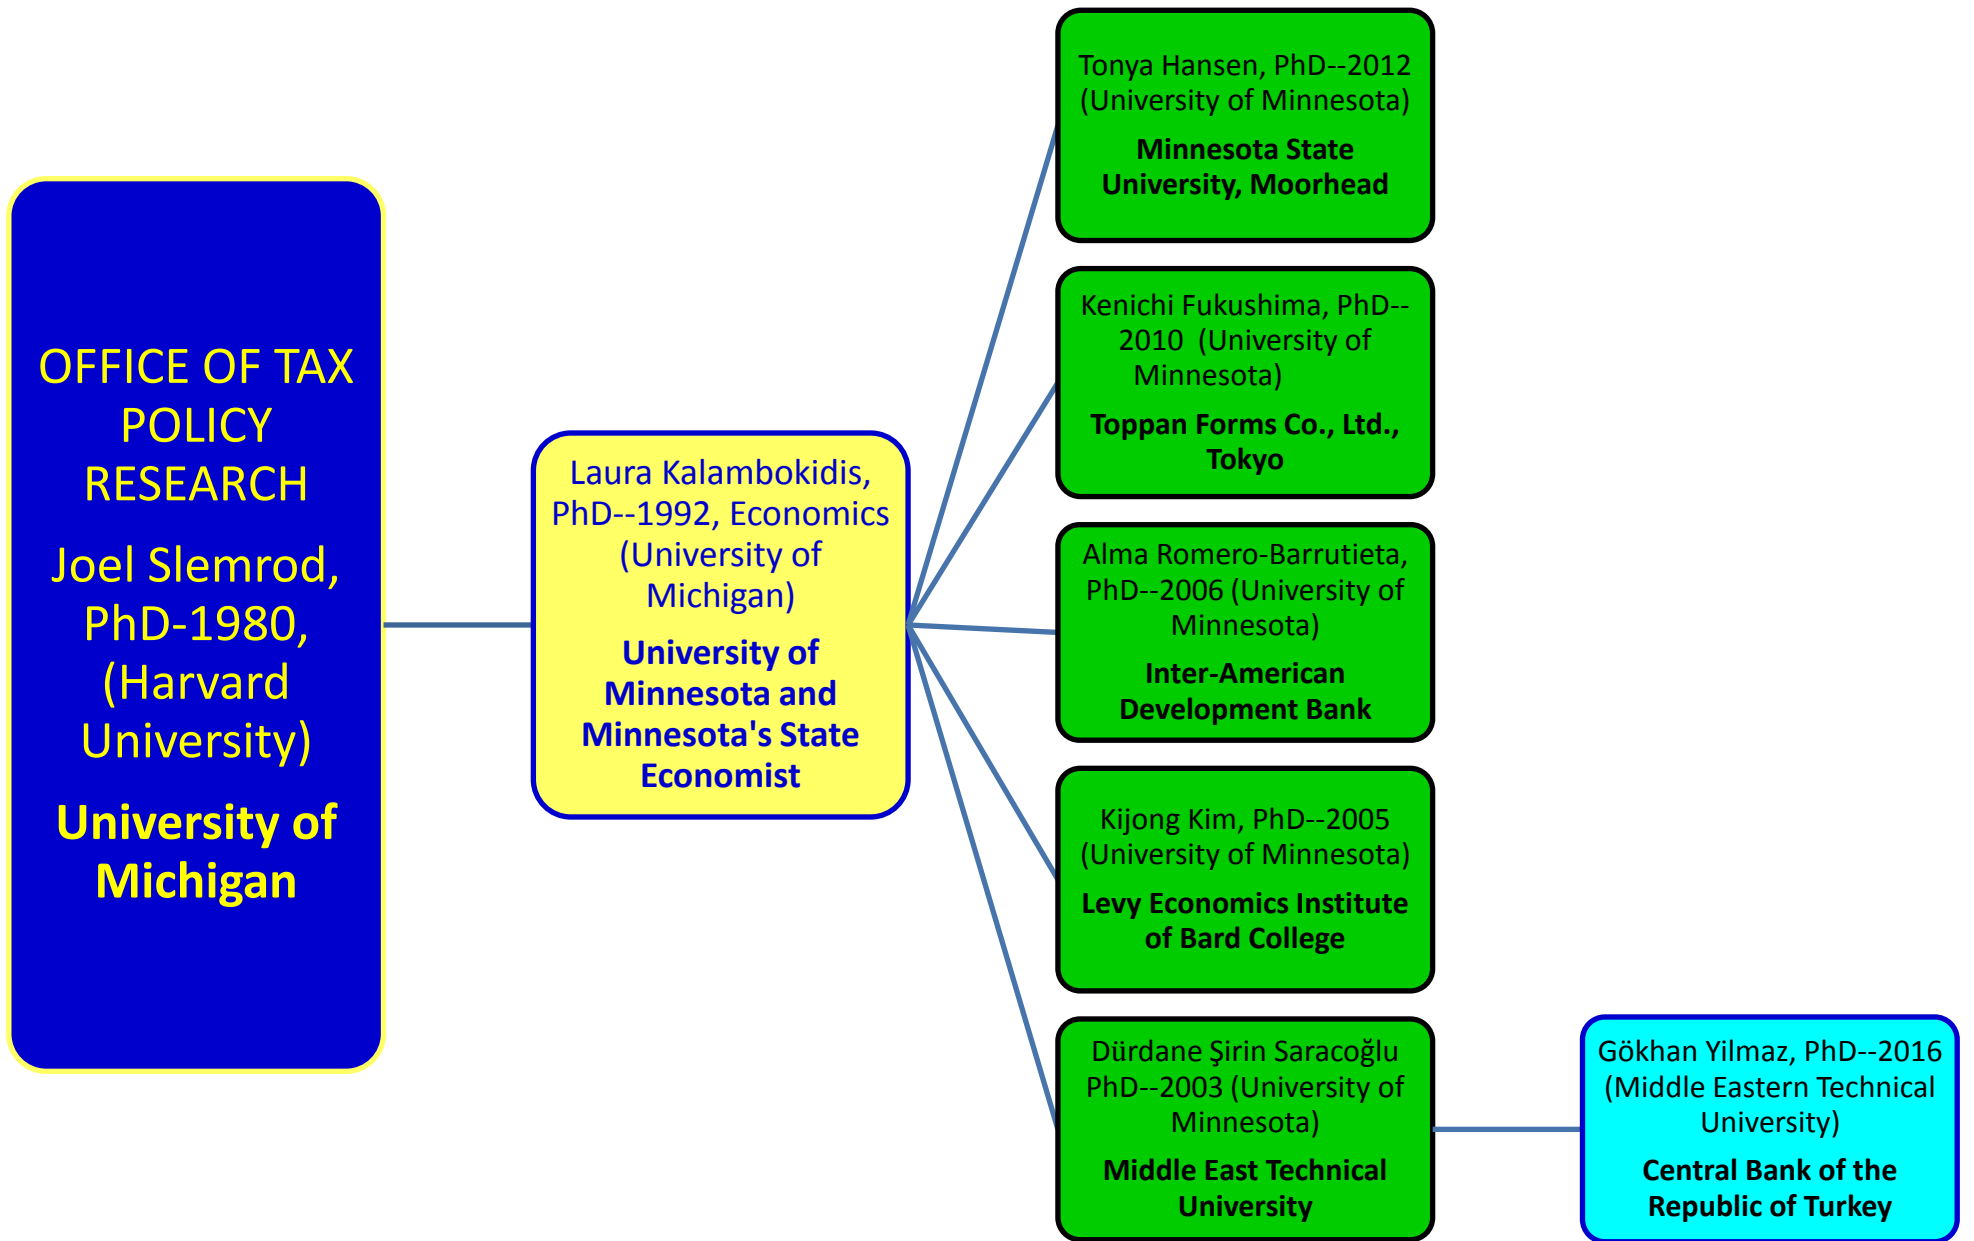 OFFICE OF TAX
POLICY
RESEARCH
Joel Slemrod,
PhD-1980,
(Harvard
University)
University of
Michigan
Laura Kalambokidis,
PhD--1992, Economics
(University of
Michigan)
University of
Minnesota and
Minnesota's State
Economist
Tonya Hansen, PhD--2012
(University of Minnesota)
Minnesota State
University, Moorhead
Kenichi Fukushima, PhD--
2010 (University of
Minnesota)
Toppan Forms Co., Ltd.,
Tokyo
Alma Romero-Barrutieta,
PhD--2006 (University of
Minnesota)
Inter-American
Development Bank
Kijong Kim, PhD--2005
(University of Minnesota)
Levy Economics Institute
of Bard College
Dürdane Şirin Saracoğlu
PhD--2003 (University of
Minnesota)
Middle East Technical
University
Gökhan Yilmaz, PhD--2016
(Middle Eastern Technical
University)
Central Bank of the
Republic of Turkey